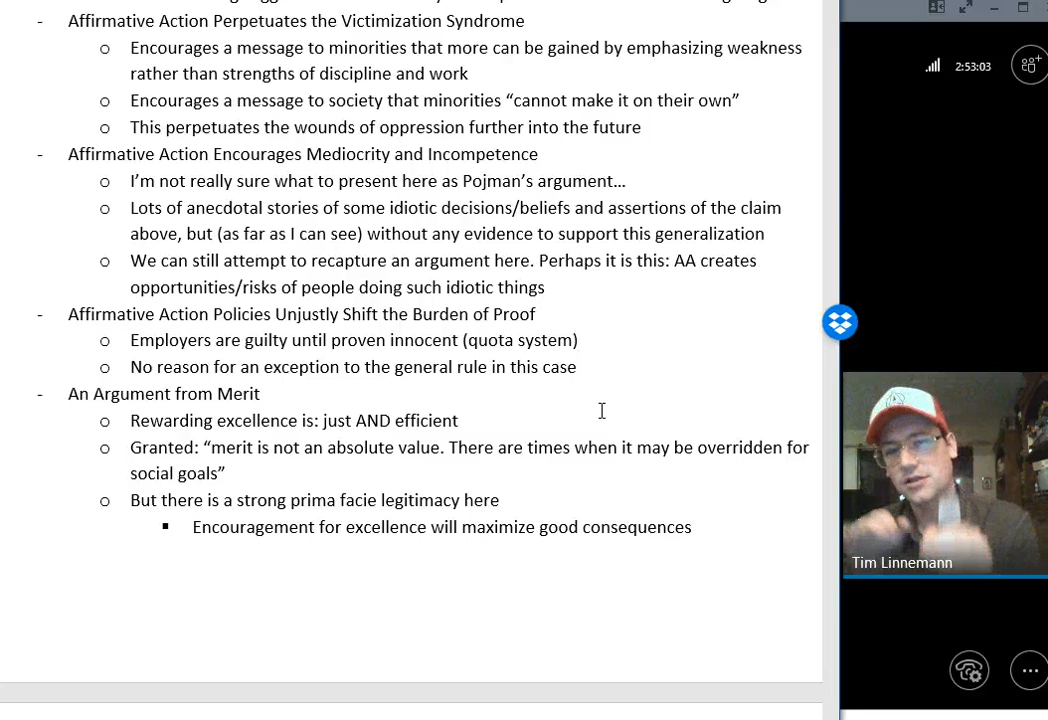 - Affirmative Action Perpetuates the Victimization Syndrome
o Encourages a message to minorities that more can be gained by emphasizing weakness
rather than strengths of discipline and work
o Encourages a message to society that minorities “cannot make it on their own”
o This perpetuates the wounds of oppression further into the future
- Affirmative Action Encourages Mediocrity and Incompetence
o I’m not really sure what to present here as Pojman’s argument…
o Lots of anecdotal stories of some idiotic decisions/beliefs and assertions of the claim
above, but (as far as I can see) without any evidence to support this generalization
o We can still attempt to recapture an argument here. Perhaps it is this: AA creates
opportunities/risks of people doing such idiotic things
- Affirmative Action Policies Unjustly Shift the Burden of Proof
o Employers are guilty until proven innocent (quota system)
o No reason for an exception to the general rule in this case
- An Argument from Merit
o Rewarding excellence is: just AND efficient
o Granted: “merit is not an absolute value. There are times when it may be overridden for
social goals”
o But there is a strong prima facie legitimacy here
▪ Encouragement for excellence will maximize good consequences
2:53:03
Tim Linnemann